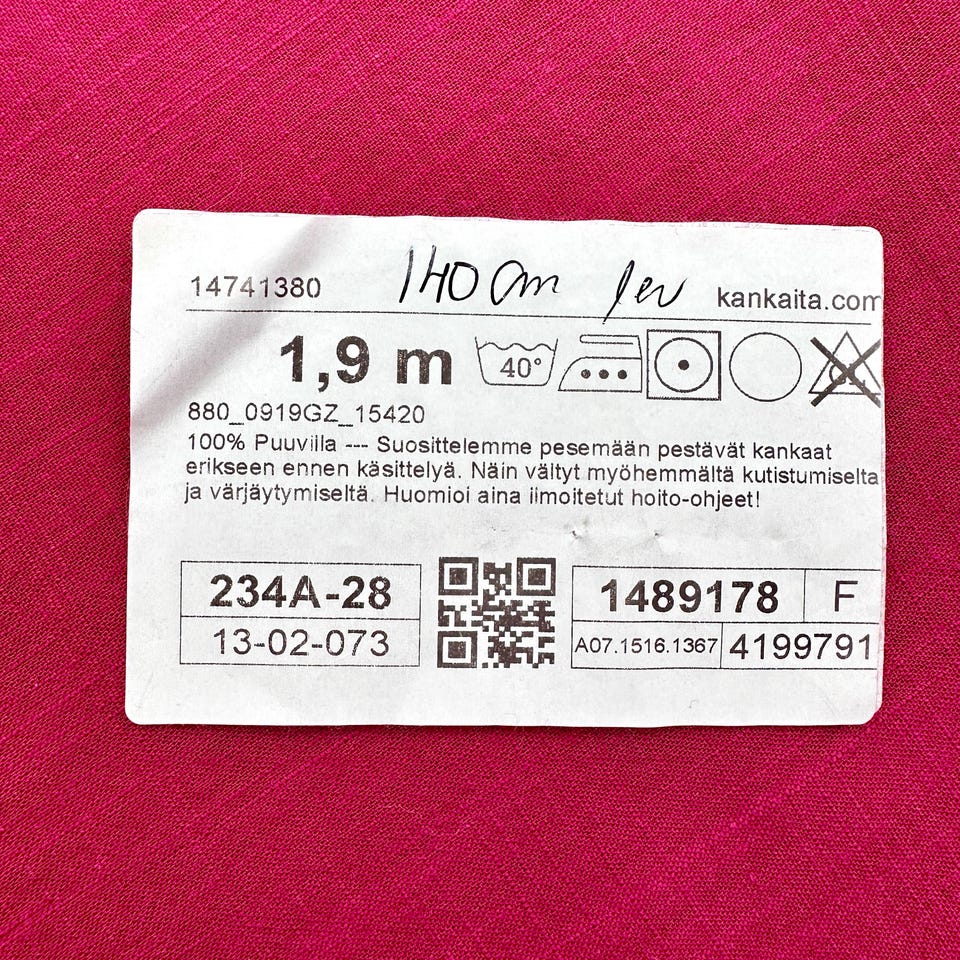 14741380 140 cm lev kankaita.com
1,9 m 40°
880_0919GZ_15420
100% Puuvilla --- Suosittelemme pesemään pestävät kankaat
erikseen ennen käsittelyä. Näin vältyt myöhemmältä kutistumiselta
ja värjäytymiseltä. Huomioi aina ilmoitetut hoito-ohjeet!
234A-28 1489178 F
13-02-073 A07.1516.1367 4199791